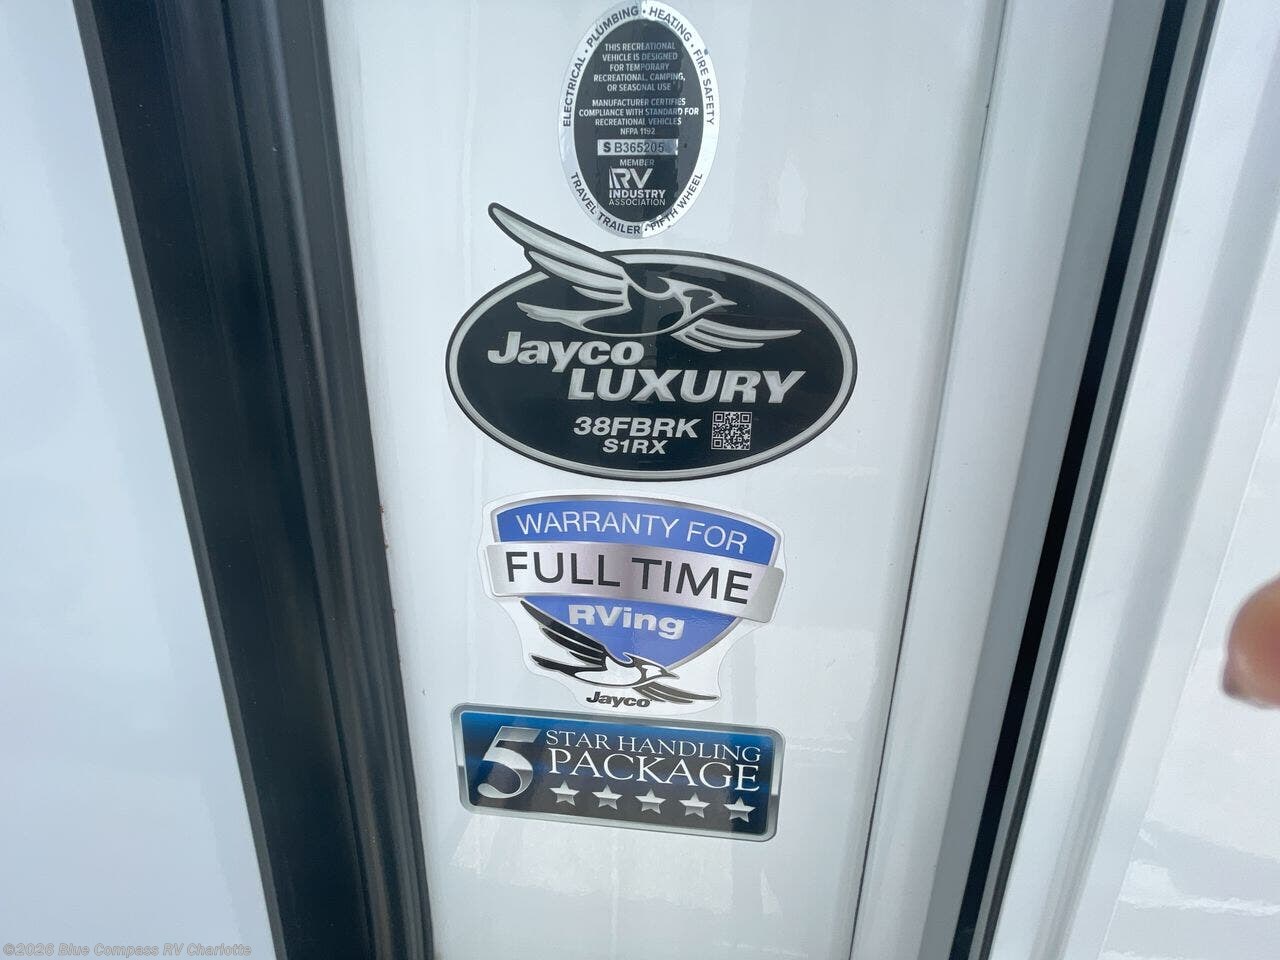 ELECTRICAL • PLUMBING • HEATING • FIRE SAFETY
THIS RECREATIONAL
VEHICLE IS DESIGNED
FOR TEMPORARY
RECREATIONAL, CAMPING,
OR SEASONAL USE
MANUFACTURER CERTIFIES
COMPLIANCE WITH STANDARD FOR
RECREATIONAL VEHICLES
NFPA 1192
S B365205
MEMBER
RV
INDUSTRY
ASSOCIATION
TRAVEL TRAILER • FIFTH WHEEL
Jayco
LUXURY
38FBRK
S1RX
WARRANTY FOR
FULL TIME
RVing
Jayco
5 STAR HANDLING
PACKAGE
©2026 Blue Compass RV Charlotte